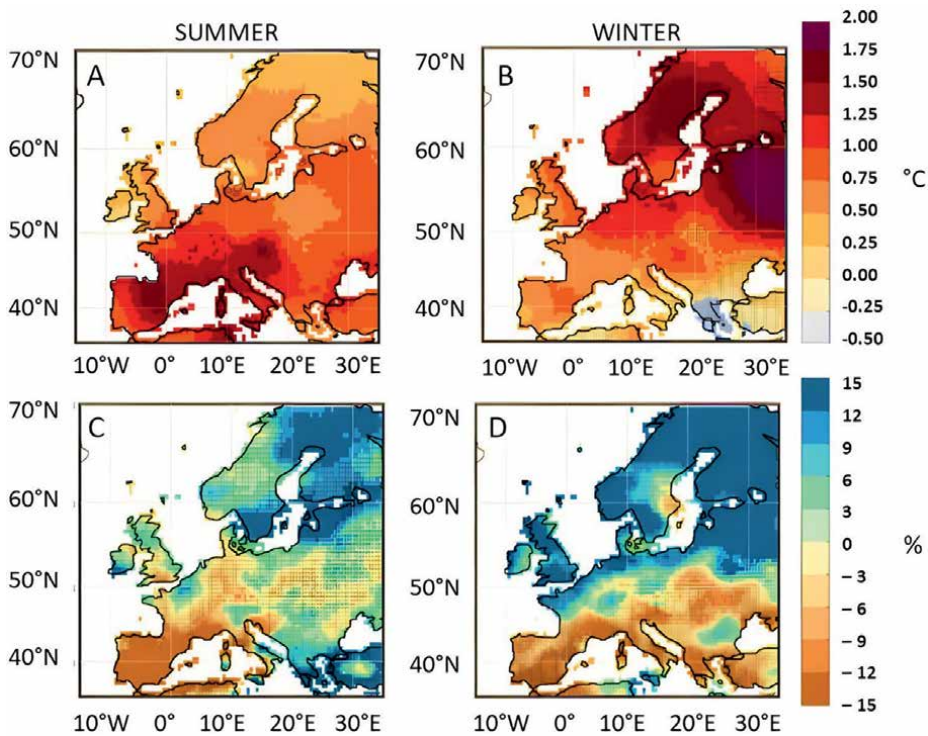 SUMMER
WINTER
A
B
70°N
60°N
50°N
40°N
10°W 0° 10°E 20°E 30°E
70°N
60°N
50°N
40°N
10°W 0° 10°E 20°E 30°E
2.00
1.75
1.50
1.25
1.00
0.75
0.50
0.25
0.00
-0.25
-0.50
°C
C
D
70°N
60°N
50°N
40°N
10°W 0° 10°E 20°E 30°E
70°N
60°N
50°N
40°N
10°W 0° 10°E 20°E 30°E
15
12
9
6
3
0
– 3
– 6
– 9
– 12
– 15
%